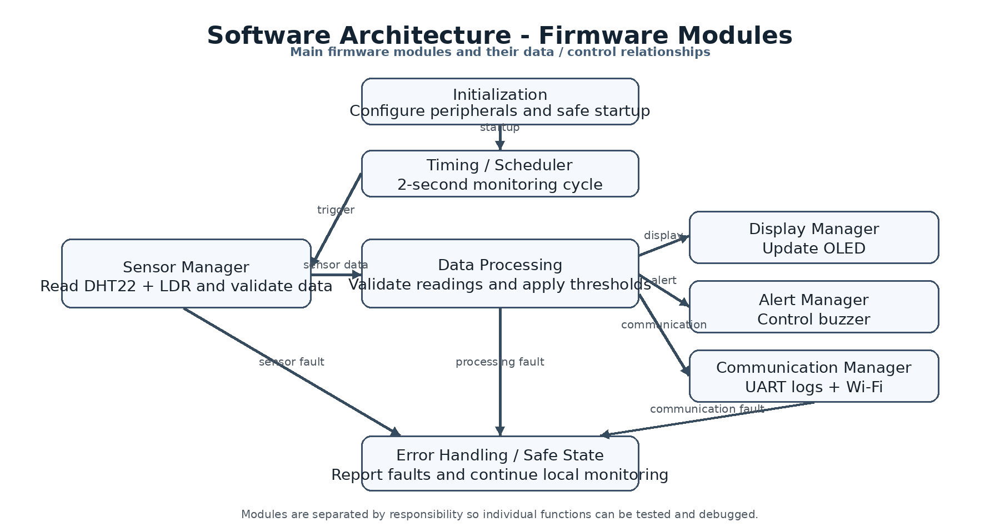 Software Architecture - Firmware Modules
Main firmware modules and their data / control relationships
Initialization
Configure peripherals and safe startup
startup
Timing / Scheduler
2-second monitoring cycle
trigger
Sensor Manager
Read DHT22 + LDR and validate data
sensor data
Data Processing
Validate readings and apply thresholds
display
Display Manager
Update OLED
alert
Alert Manager
Control buzzer
communication
Communication Manager
UART logs + Wi-Fi
sensor fault
processing fault
communication fault
Error Handling / Safe State
Report faults and continue local monitoring
Modules are separated by responsibility so individual functions can be tested and debugged.